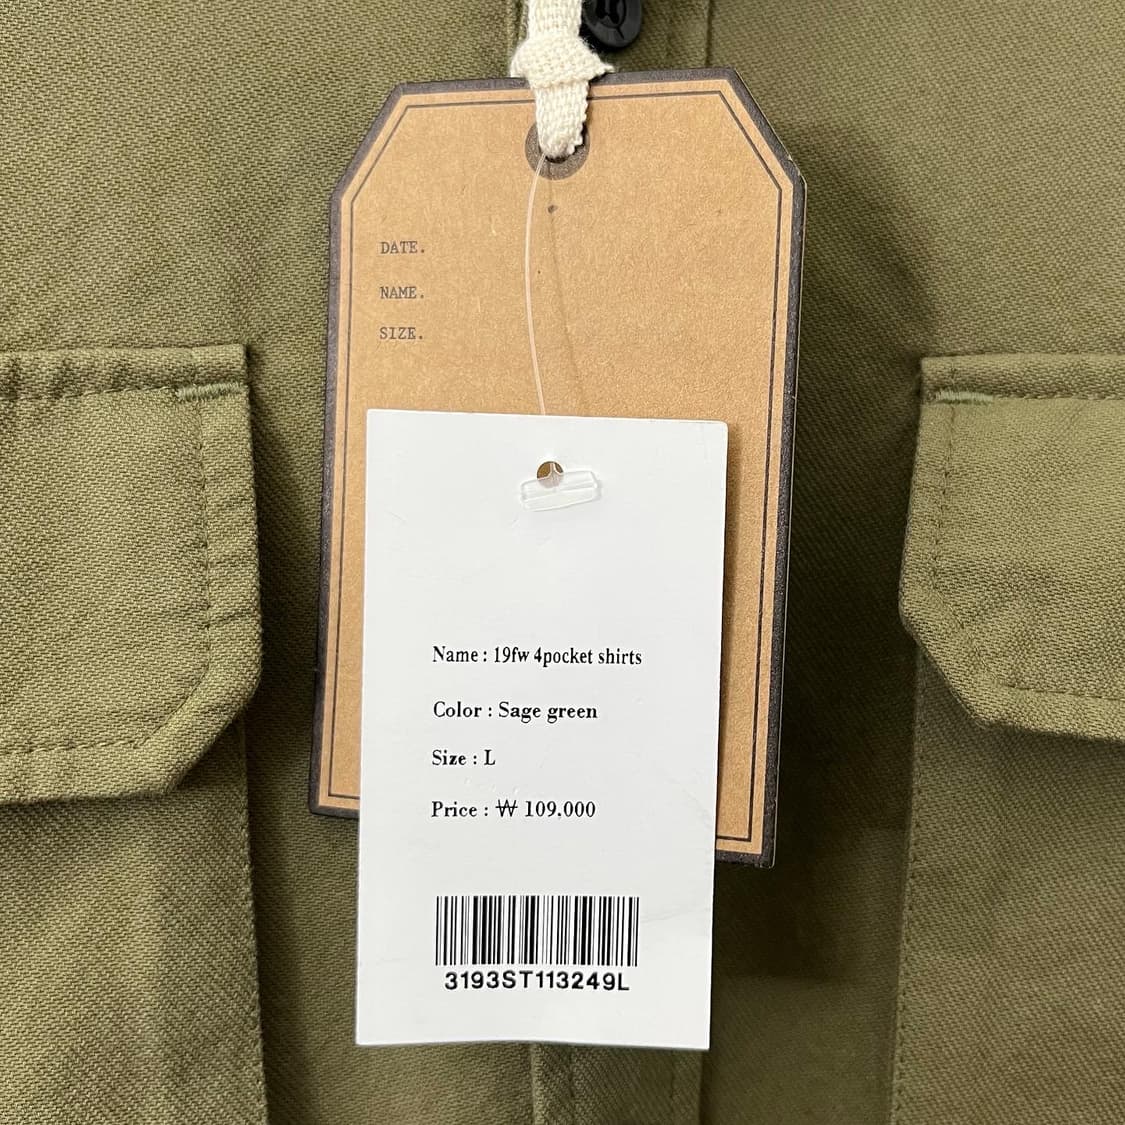 DATE.
NAME.
SIZE.
Name : 19fw 4pocket shirts
Color : Sage green
Size : L
Price : ₩ 109,000
3193ST113249L